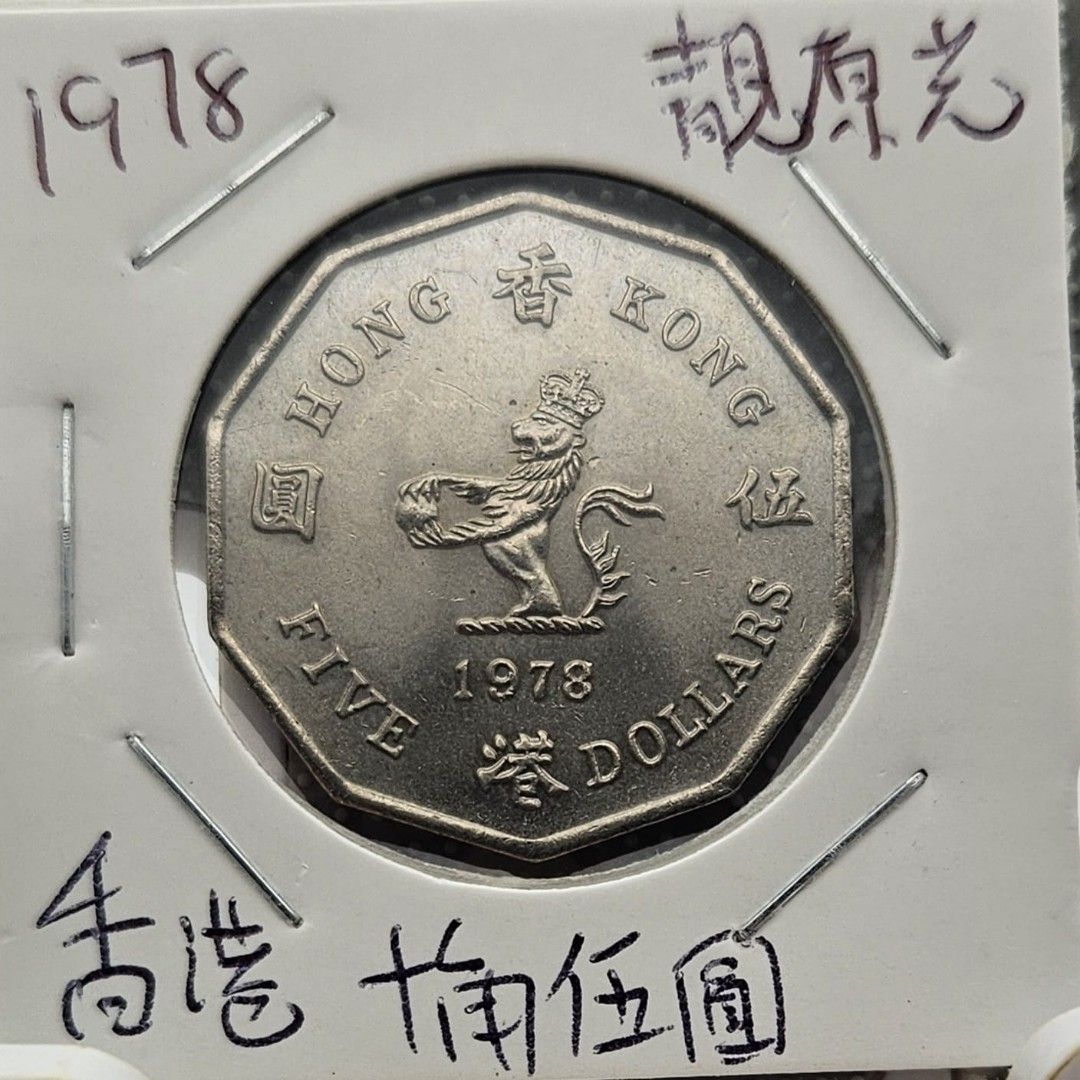 1978 靚原光
HONG 香 KONG
圓 伍
1978
FIVE 港 DOLLARS
香港 十角伍圓